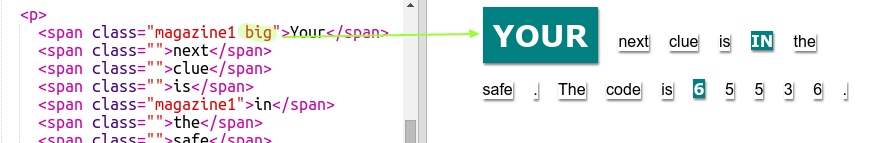 <p>
<span class="magazine1 big">Your</span>
<span class="">next</span>
<span class="">clue</span>
<span class="">is</span>
<span class="magazine1">in</span>
<span class="">the</span>
<span class="">safe</span>
YOUR next clue is IN the
safe . The code is 6 5 5 3 6 .